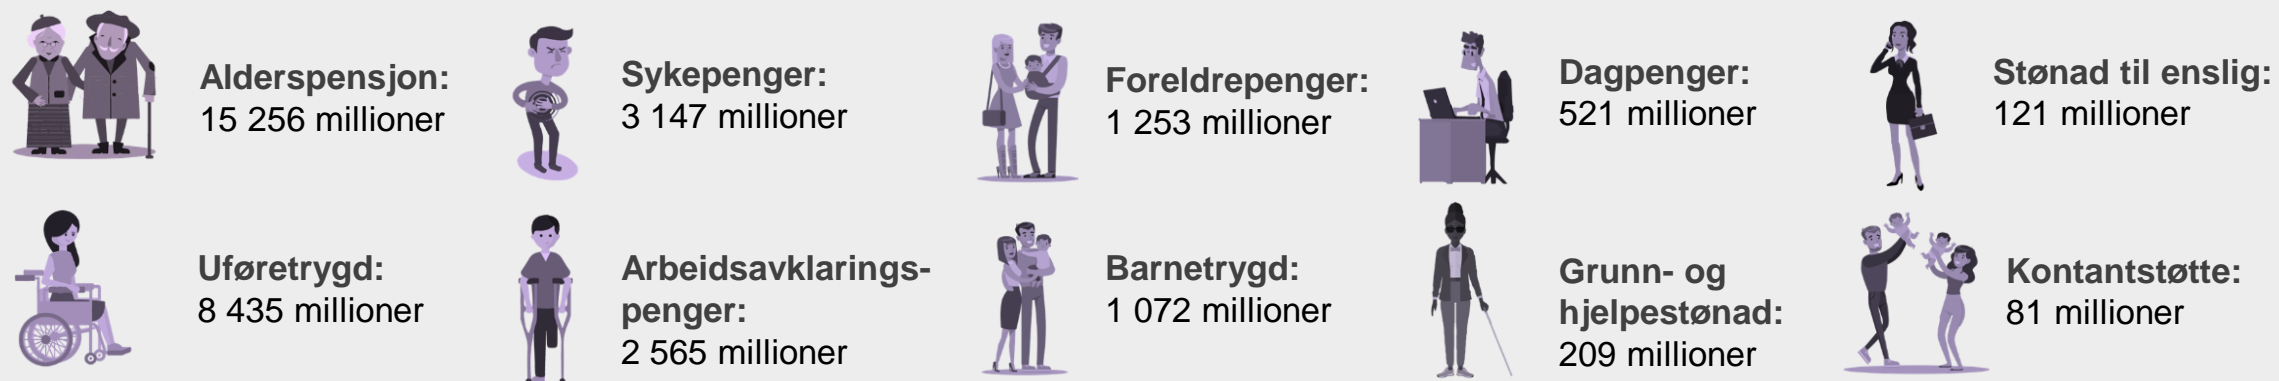 Alderspensjon:
15 256 millioner
Sykepenger:
3 147 millioner
Foreldrepenger:
1 253 millioner
Dagpenger:
521 millioner
Stønad til enslig:
121 millioner
Uføretrygd:
8 435 millioner
Arbeidsavklarings-
penger:
2 565 millioner
Barnetrygd:
1 072 millioner
Grunn- og
hjelpestønad:
209 millioner
Kontantstøtte:
81 millioner